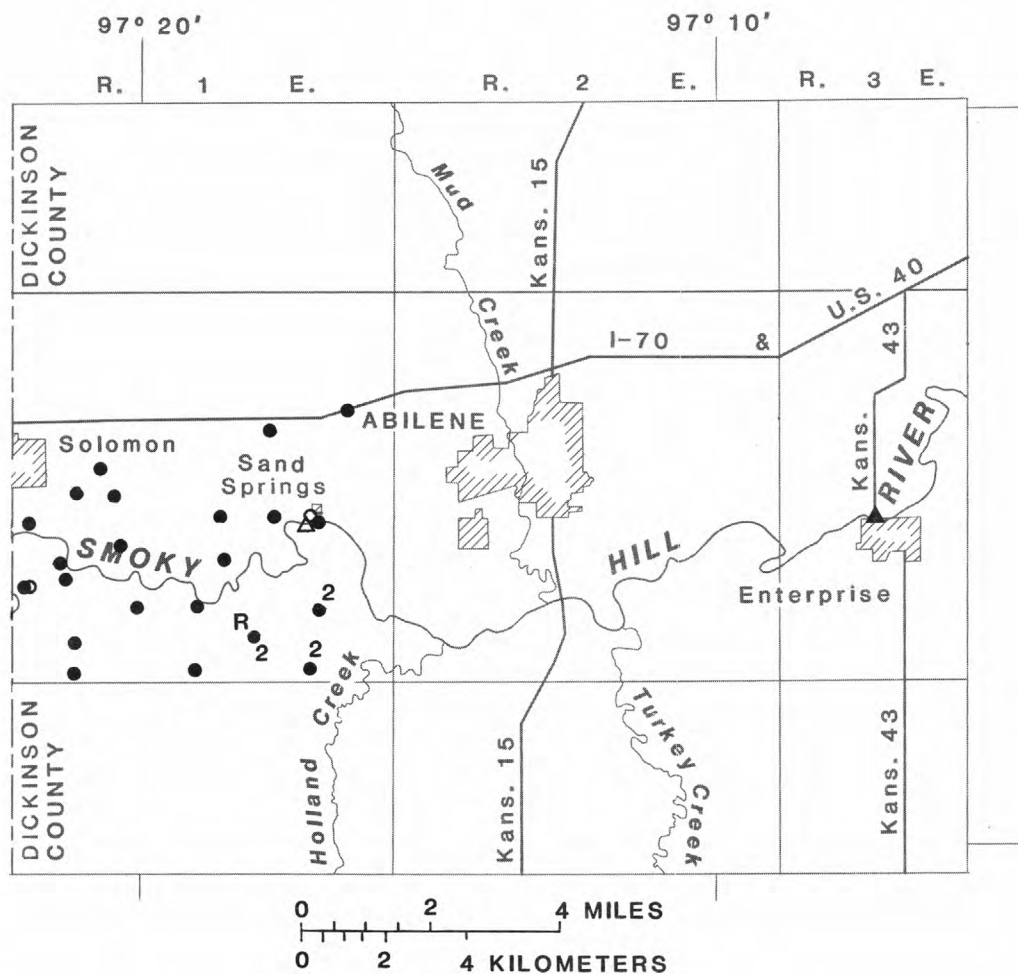 97° 20' 97° 10'
R. 1 E. R. 2 E. R. 3 E.
DICKINSON
COUNTY
Mud
Creek
Kans. 15
U.S. 40
I-70 &
43
Kans.
ABILENE
Solomon
Sand
Springs
RIVER
SMOKY
HILL
Enterprise
2
R
2
2
Creek
Holland
Turkey Creek
Kans. 15
Kans. 43
DICKINSON
COUNTY
0 2 4 MILES
0 2 4 KILOMETERS